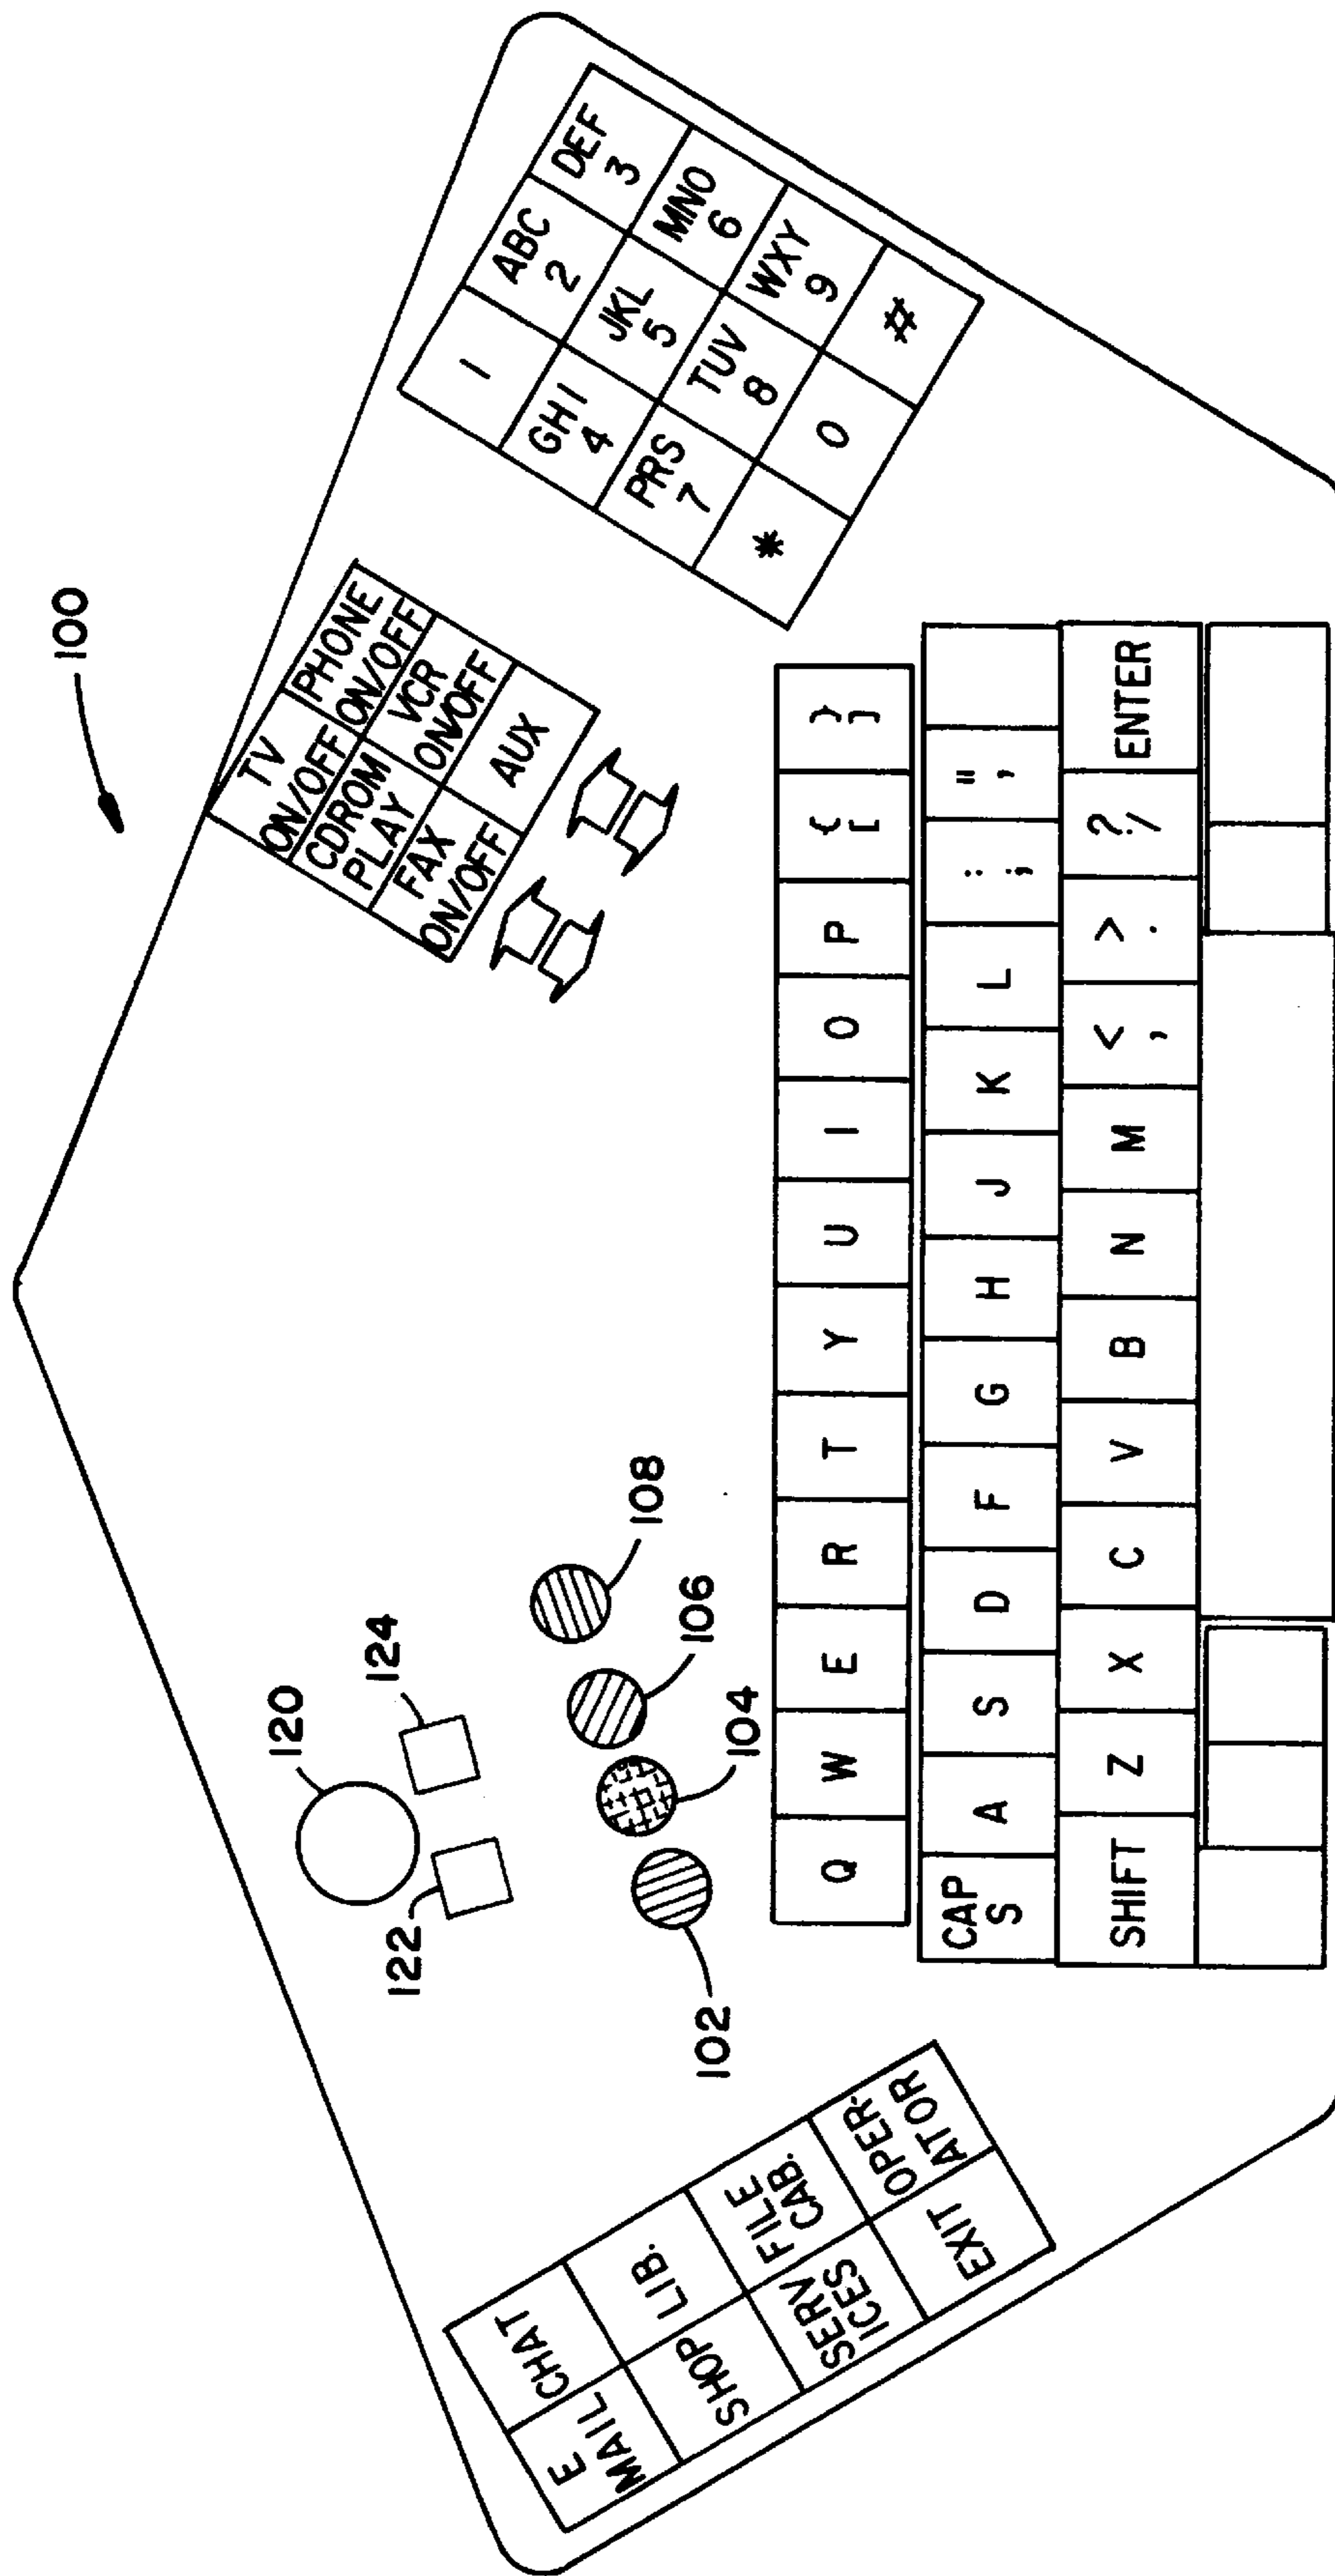 100
120
124
122
108
106
104
102
E MAIL
CHAT
SHOP
LIB.
SERV ICES
FILE CAB.
EXIT
OPER- ATOR
TV ON/OFF
PHONE ON/OFF
CDROM PLAY
VCR ON/OFF
FAX ON/OFF
AUX
1
ABC 2
DEF 3
GHI 4
JKL 5
MNO 6
PRS 7
TUV 8
WXY 9
*
0
#
Q W E R T Y U I O P { [ } ]
CAP S A S D F G H J K L : ; " '
SHIFT Z X C V B N M < , > . ? / ENTER